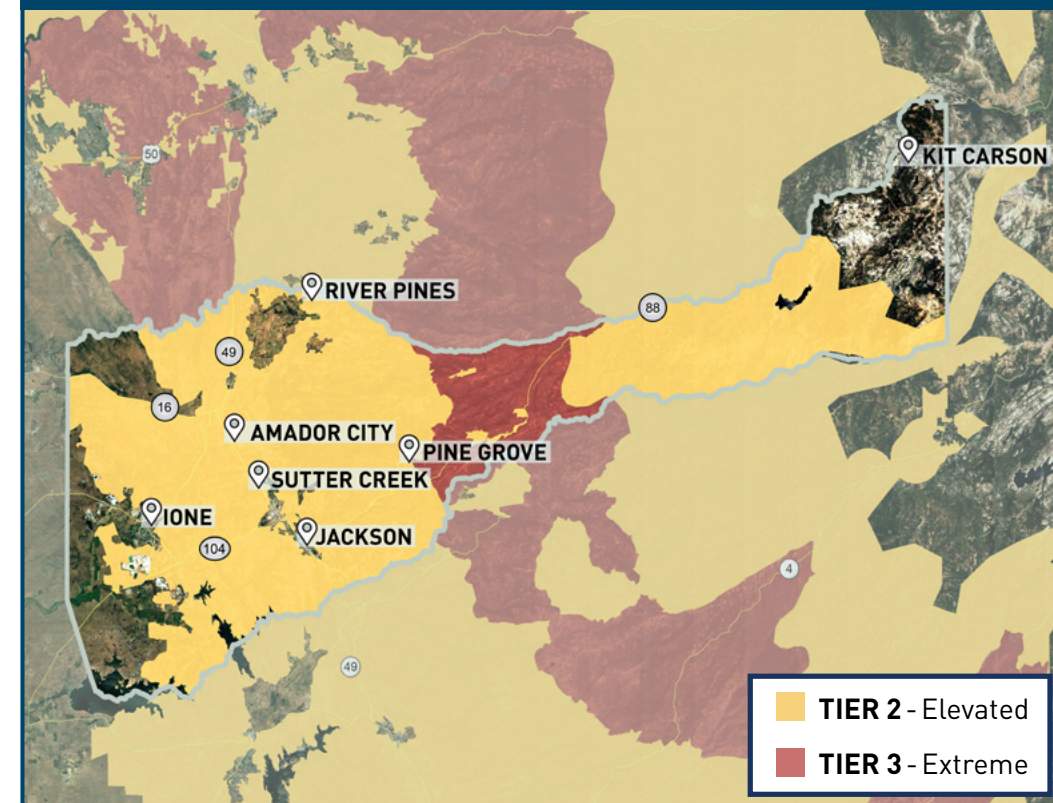 KIT CARSON
50
RIVER PINES
88
49
16
AMADOR CITY
PINE GROVE
SUTTER CREEK
IONE
JACKSON
104
4
49
TIER 2 - Elevated
TIER 3 - Extreme